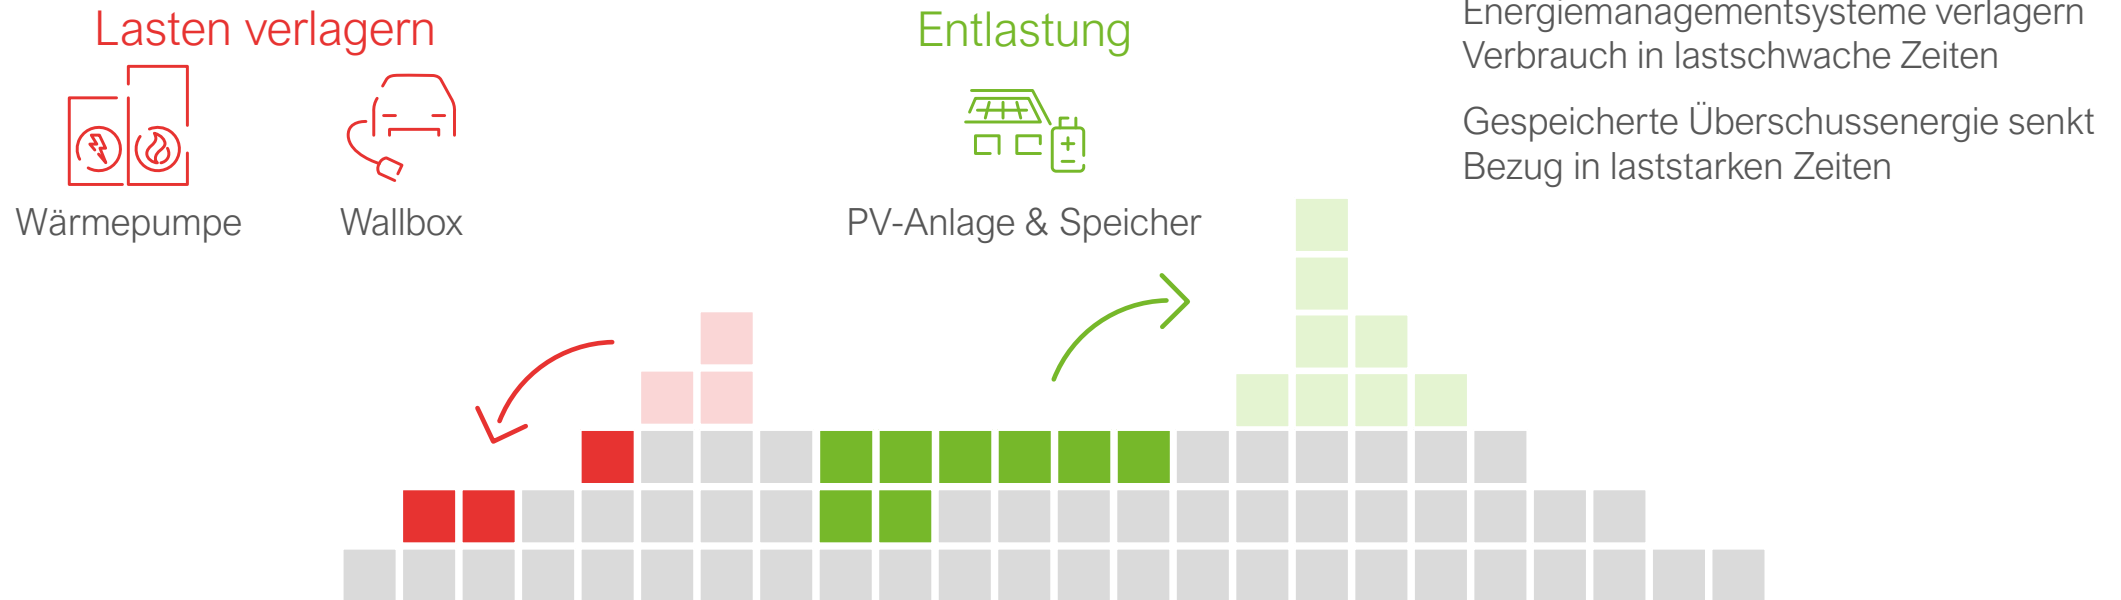 Lasten verlagern
Wärmepumpe
Wallbox
Entlastung
PV-Anlage & Speicher
Energiemanagementsysteme verlagern
Verbrauch in lastschwache Zeiten
Gespeicherte Überschussenergie senkt
Bezug in laststarken Zeiten